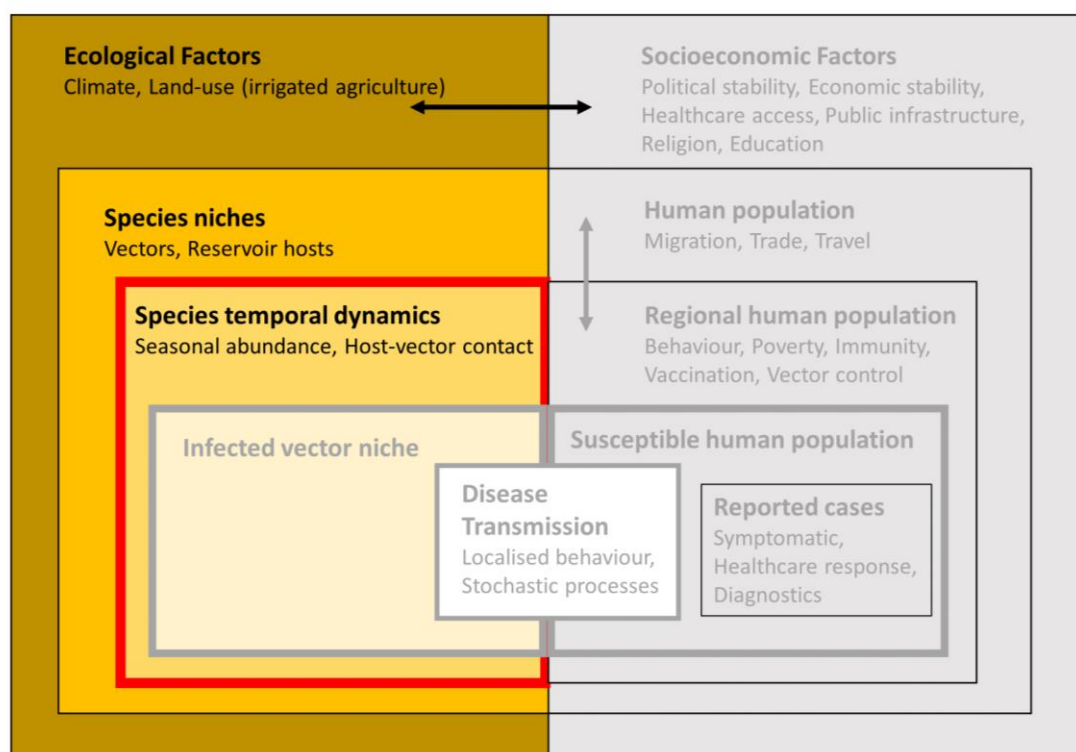 Ecological Factors
Climate, Land-use (irrigated agriculture)
Socioeconomic Factors
Political stability, Economic stability,
Healthcare access, Public infrastructure,
Religion, Education
Species niches
Vectors, Reservoir hosts
Human population
Migration, Trade, Travel
Species temporal dynamics
Seasonal abundance, Host-vector contact
Regional human population
Behaviour, Poverty, Immunity,
Vaccination, Vector control
Infected vector niche
Susceptible human population
Disease
Transmission
Localised behaviour,
Stochastic processes
Reported cases
Symptomatic,
Healthcare response,
Diagnostics